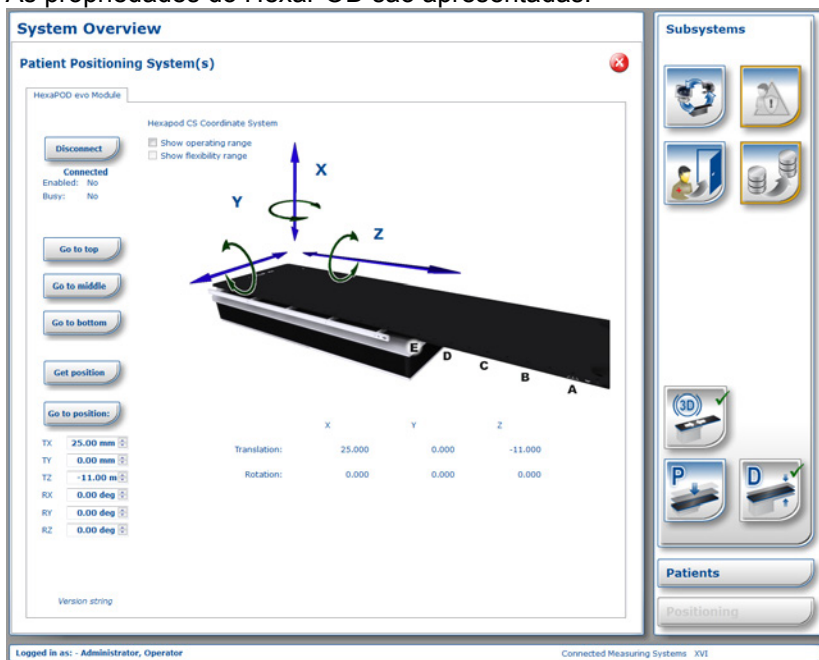 As propriedades do HexaPOD são apresentadas.
System Overview
Patient Positioning System(s)
HexaPOD evo Module
Hexapod CS Coordinate System
Disconnect
Show operating range
Show flexibility range
Connected
Enabled: No
Busy: No
X
Y
Z
Go to top
Go to middle
Go to bottom
E
D
C
B
A
Get position
Go to position:
X Y Z
Translation: 25.000 0.000 -11.000
Rotation: 0.000 0.000 0.000
TX 25.00 mm
TY 0.00 mm
TZ -11.00 m
RX 0.00 deg
RY 0.00 deg
RZ 0.00 deg
Version string
Subsystems
(3D)
P
D
Patients
Positioning
Logged in as: - Administrator, Operator
Connected Measuring Systems XVI